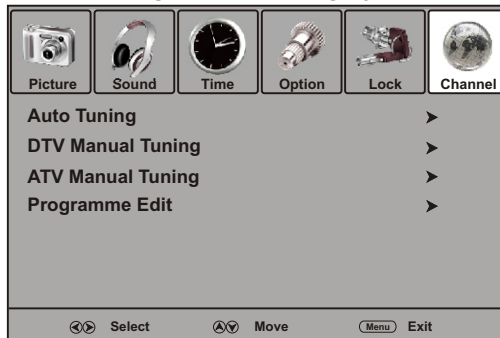 Picture Sound Time Option Lock Channel
Auto Tuning
DTV Manual Tuning
ATV Manual Tuning
Programme Edit
Select Move Menu Exit